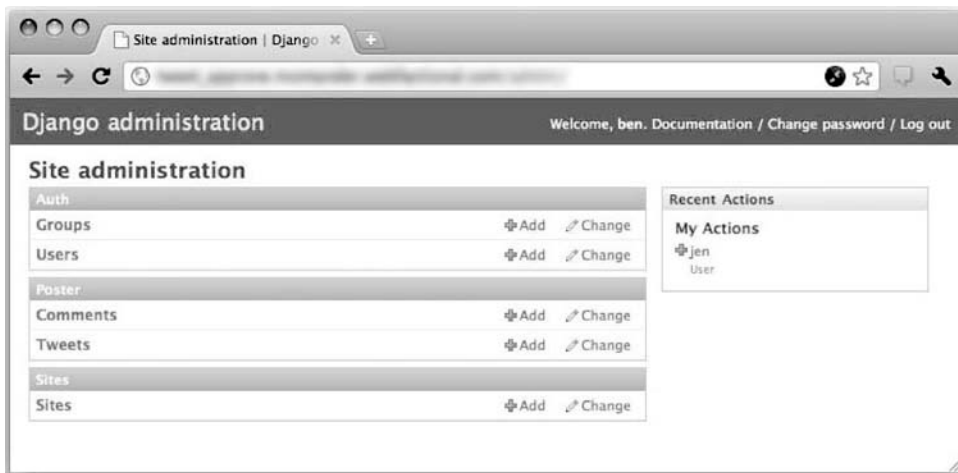 Site administration | Django
Django administration
Welcome, ben. Documentation / Change password / Log out
Site administration
Auth
Groups Add Change
Users Add Change
Poster
Comments Add Change
Tweets Add Change
Sites
Sites Add Change
Recent Actions
My Actions
jen
User